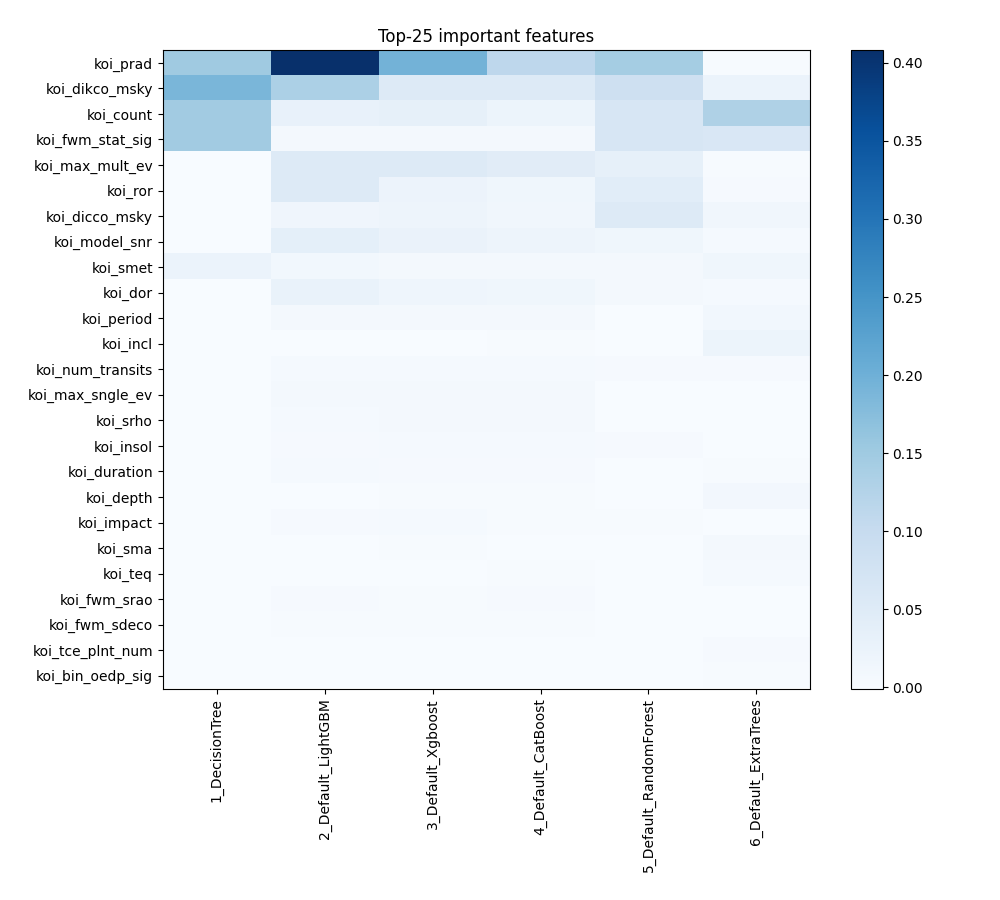 Top-25 important features
koi_prad
koi_dikco_msky
koi_count
koi_fwm_stat_sig
koi_max_mult_ev
koi_ror
koi_dicco_msky
koi_model_snr
koi_smet
koi_dor
koi_period
koi_incl
koi_num_transits
koi_max_sngle_ev
koi_srho
koi_insol
koi_duration
koi_depth
koi_impact
koi_sma
koi_teq
koi_fwm_srao
koi_fwm_sdeco
koi_tce_plnt_num
koi_bin_oedp_sig
1_DecisionTree
2_Default_LightGBM
3_Default_Xgboost
4_Default_CatBoost
5_Default_RandomForest
6_Default_ExtraTrees
0.40
0.35
0.30
0.25
0.20
0.15
0.10
0.05
0.00